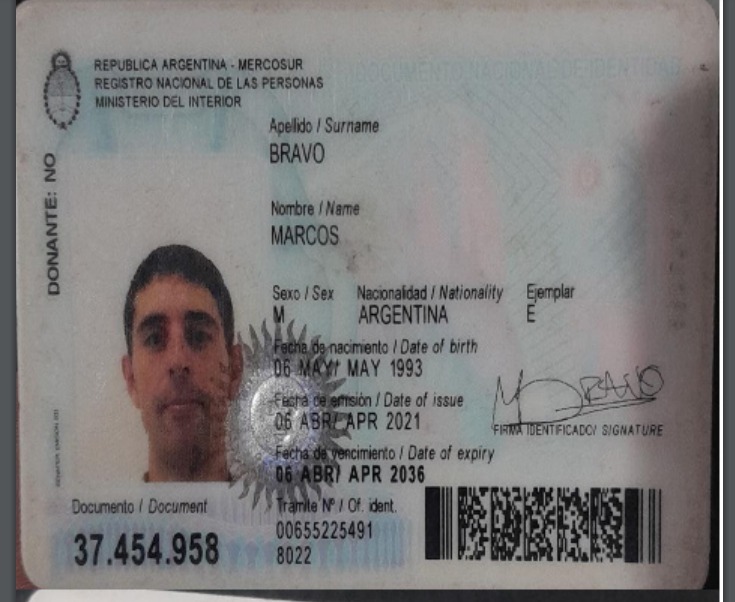 REPUBLICA ARGENTINA - MERCOSUR
REGISTRO NACIONAL DE LAS PERSONAS
MINISTERIO DEL INTERIOR
DOCUMENTO NACIONAL DE IDENTIDAD
Apellido / Surname
BRAVO
DONANTE: NO
Nombre / Name
MARCOS
Sexo / Sex Nacionalidad / Nationality Ejemplar
M ARGENTINA E
Fecha de nacimiento / Date of birth
06 MAY/ MAY 1993
Fecha de emisión / Date of issue
06 ABR/ APR 2021
BRAVO
FIRMA IDENTIFICADO/ SIGNATURE
Fecha de vencimiento / Date of expiry
06 ABR/ APR 2036
Documento / Document
37.454.958
Tramite Nº / Of. ident.
00655225491
8022